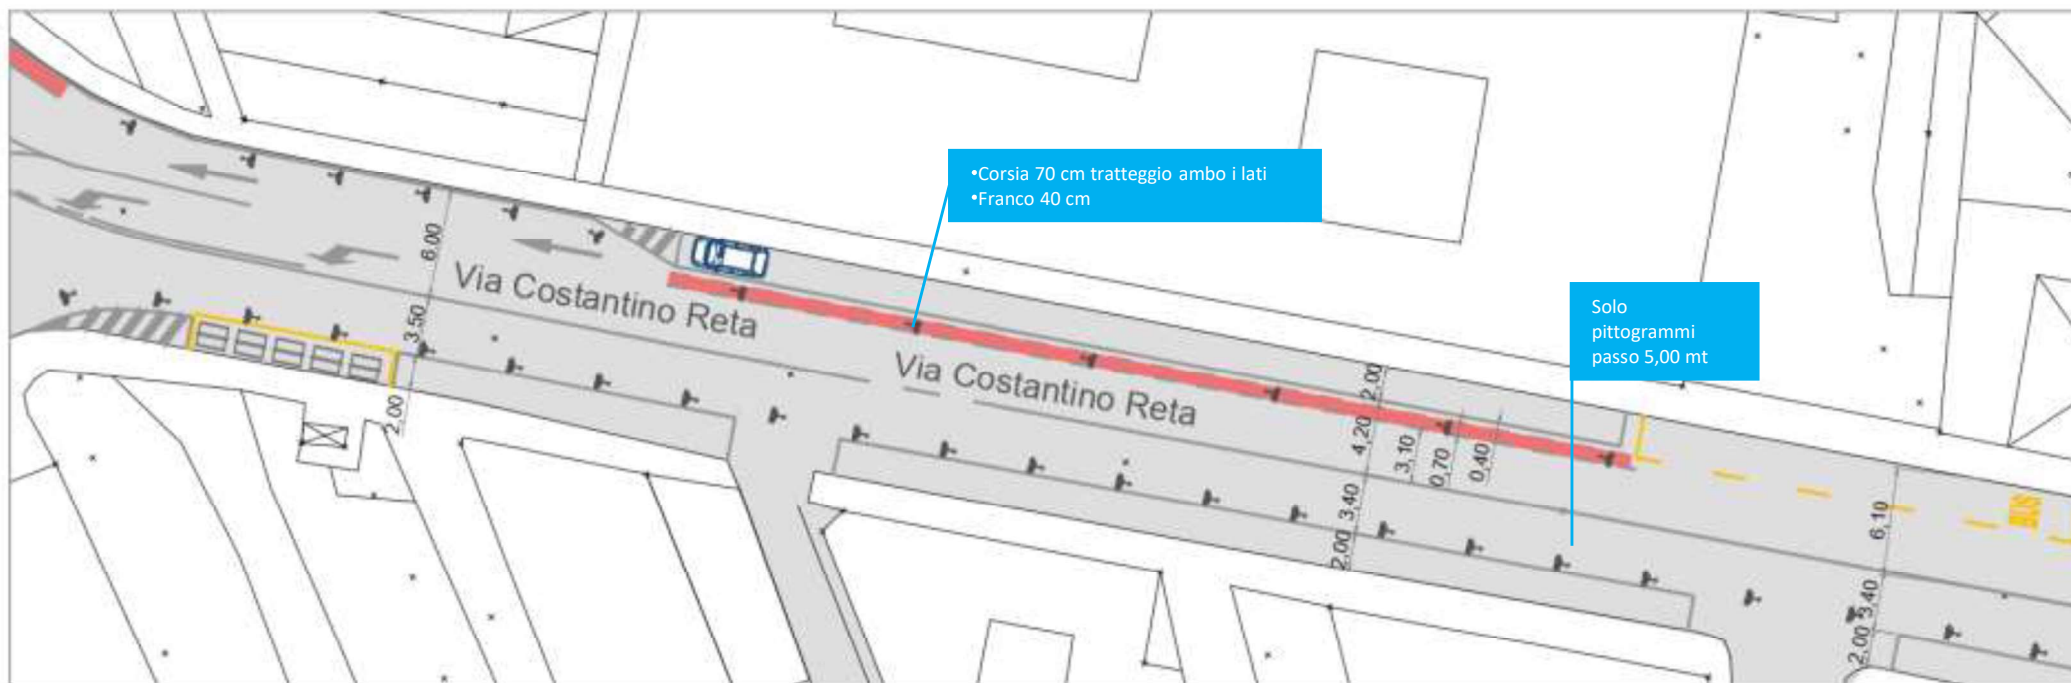 •Corsia 70 cm tratteggio ambo i lati
•Franco 40 cm
6.00
Via Costantino Reta
3.50
2,00
Via Costantino Reta
Solo
pittogrammi
passo 5,00 mt
2,00
4,20
3,10
0,70
0,40
3,40
2,00
BUS
6,10
3,40
2,00